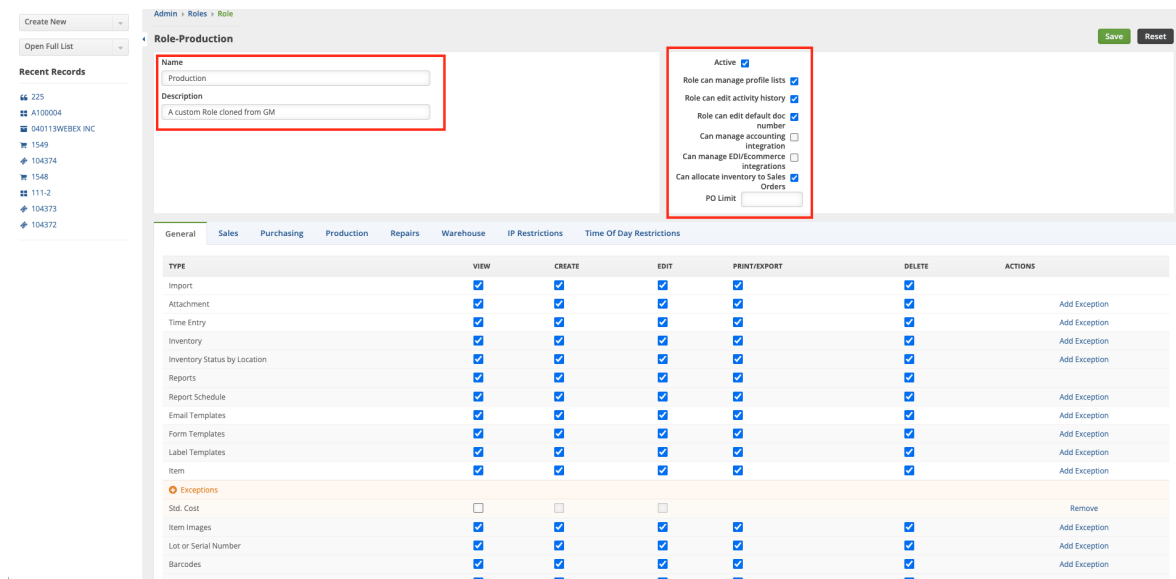 Create New
Open Full List
Recent Records
225
A100004
040113WEBEX INC
1549
104374
1548
111-2
104373
104372
Admin › Roles › Role
Role-Production
Save Reset
Name
Production
Description
A custom Role cloned from GM
Active
Role can manage profile lists
Role can edit activity history
Role can edit default doc
number
Can manage accounting
integration
Can manage EDI/Ecommerce
integrations
Can allocate inventory to Sales
Orders
PO Limit
General Sales Purchasing Production Repairs Warehouse IP Restrictions Time Of Day Restrictions
TYPE VIEW CREATE EDIT PRINT/EXPORT DELETE ACTIONS
Import
Attachment Add Exception
Time Entry Add Exception
Inventory Add Exception
Inventory Status by Location Add Exception
Reports
Report Schedule Add Exception
Email Templates Add Exception
Form Templates Add Exception
Label Templates Add Exception
Item Add Exception
Exceptions
Std. Cost Remove
Item Images Add Exception
Lot or Serial Number Add Exception
Barcodes Add Exception